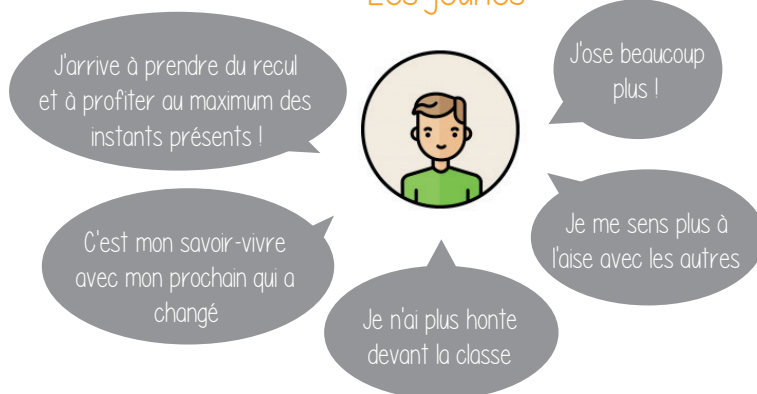 Les jeunes
J'arrive à prendre du recul
et à profiter au maximum des
instants présents !
J'ose beaucoup
plus !
C'est mon savoir-vivre
avec mon prochain qui a
changé
Je me sens plus à
l'aise avec les autres
Je n'ai plus honte
devant la classe